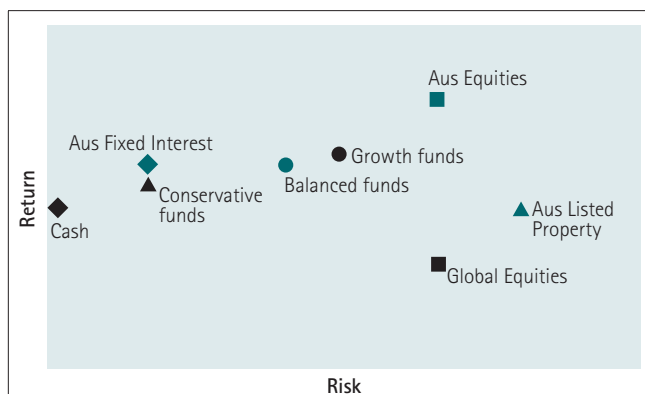 Aus Equities
Aus Fixed Interest
Growth funds
Balanced funds
Conservative
funds
Cash
Aus Listed
Property
Global Equities
Return
Risk